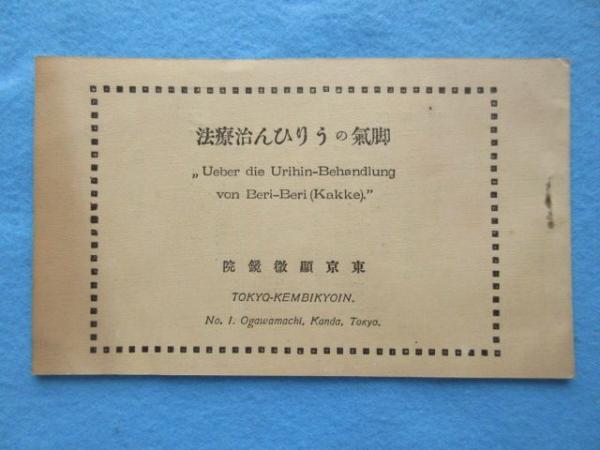 脚氣のうりひん治療法
„Ueber die Urihin-Behandlung
von Beri-Beri (Kakke).”
東京顯微鏡院
TOKYO-KEMBIKYOIN.
No. 1. Ogawamachi, Kanda, Tokyo.